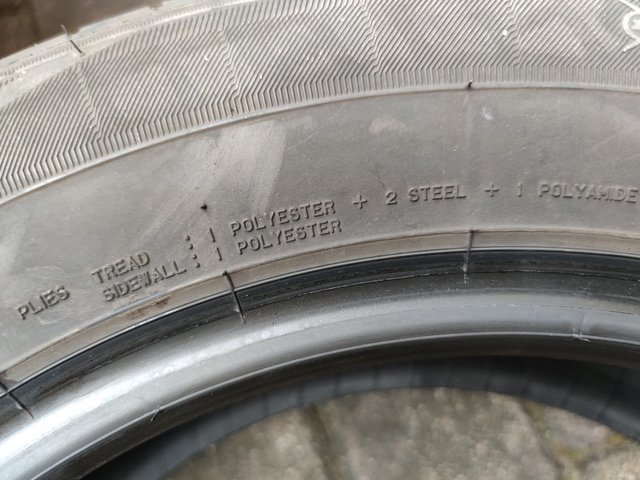 PLIES TREAD : 1 POLYESTER + 2 STEEL + 1 POLYAMIDE
SIDEWALL : 1 POLYESTER